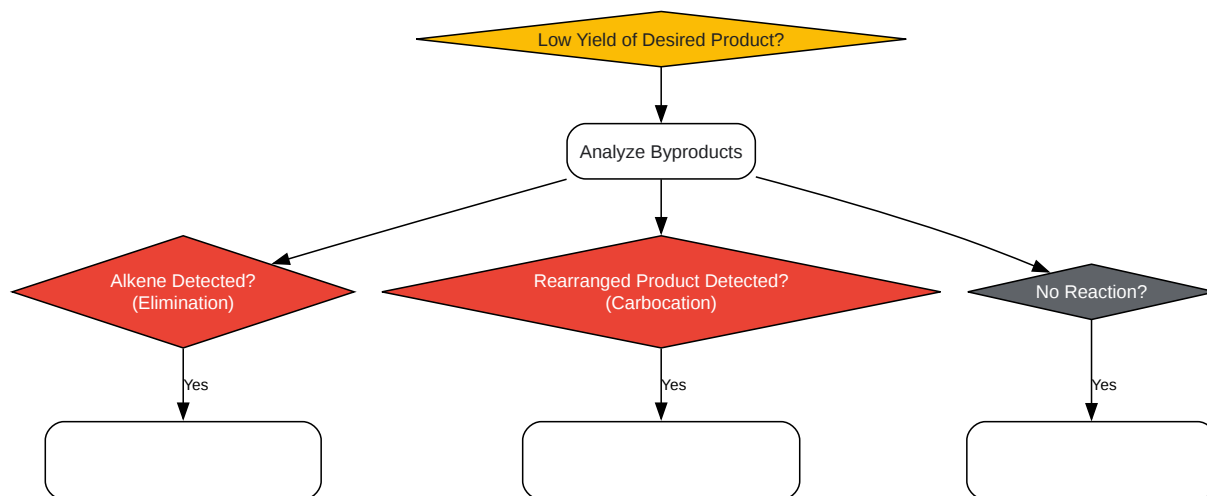 Low Yield of Desired Product?
Analyze Byproducts
Alkene Detected?
(Elimination)
Rearranged Product Detected?
(Carbocation)
No Reaction?
Yes
Yes
Yes